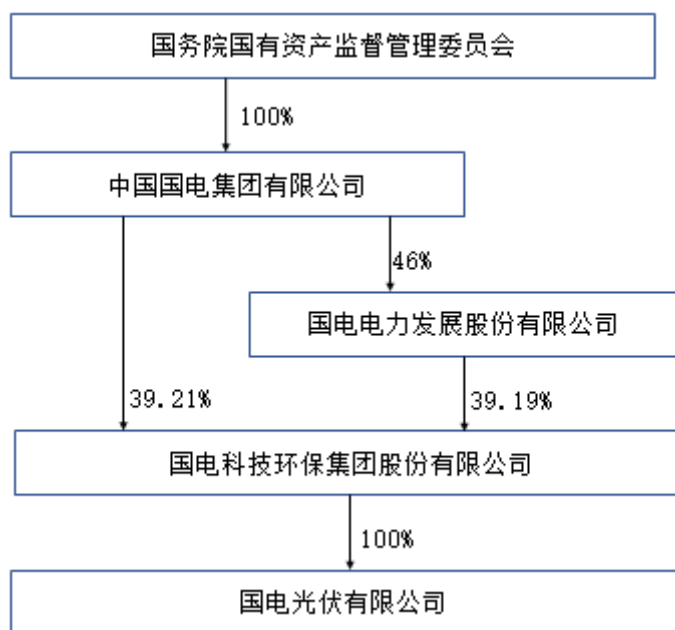 国务院国有资产监督管理委员会
100%
中国国电集团有限公司
46%
国电电力发展股份有限公司
39.21%
39.19%
国电科技环保集团股份有限公司
100%
国电光伏有限公司